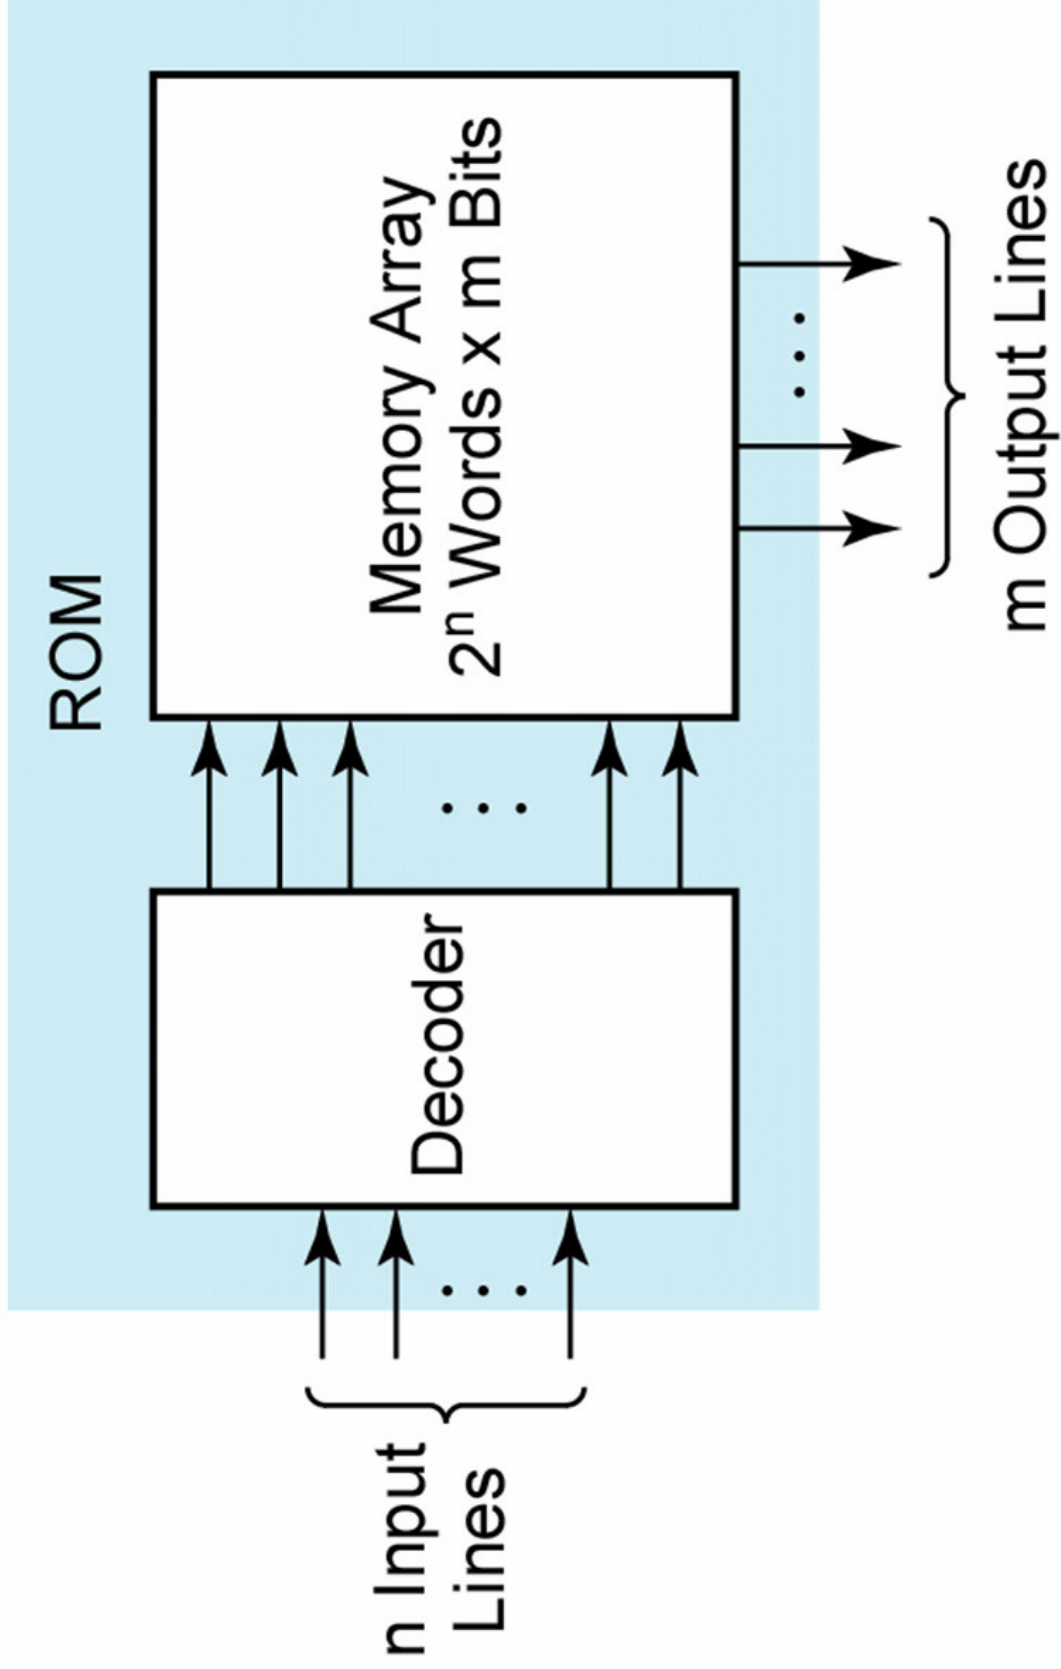 ROM
n Input
Lines
Decoder
Memory Array
2ⁿ Words x m Bits
m Output Lines